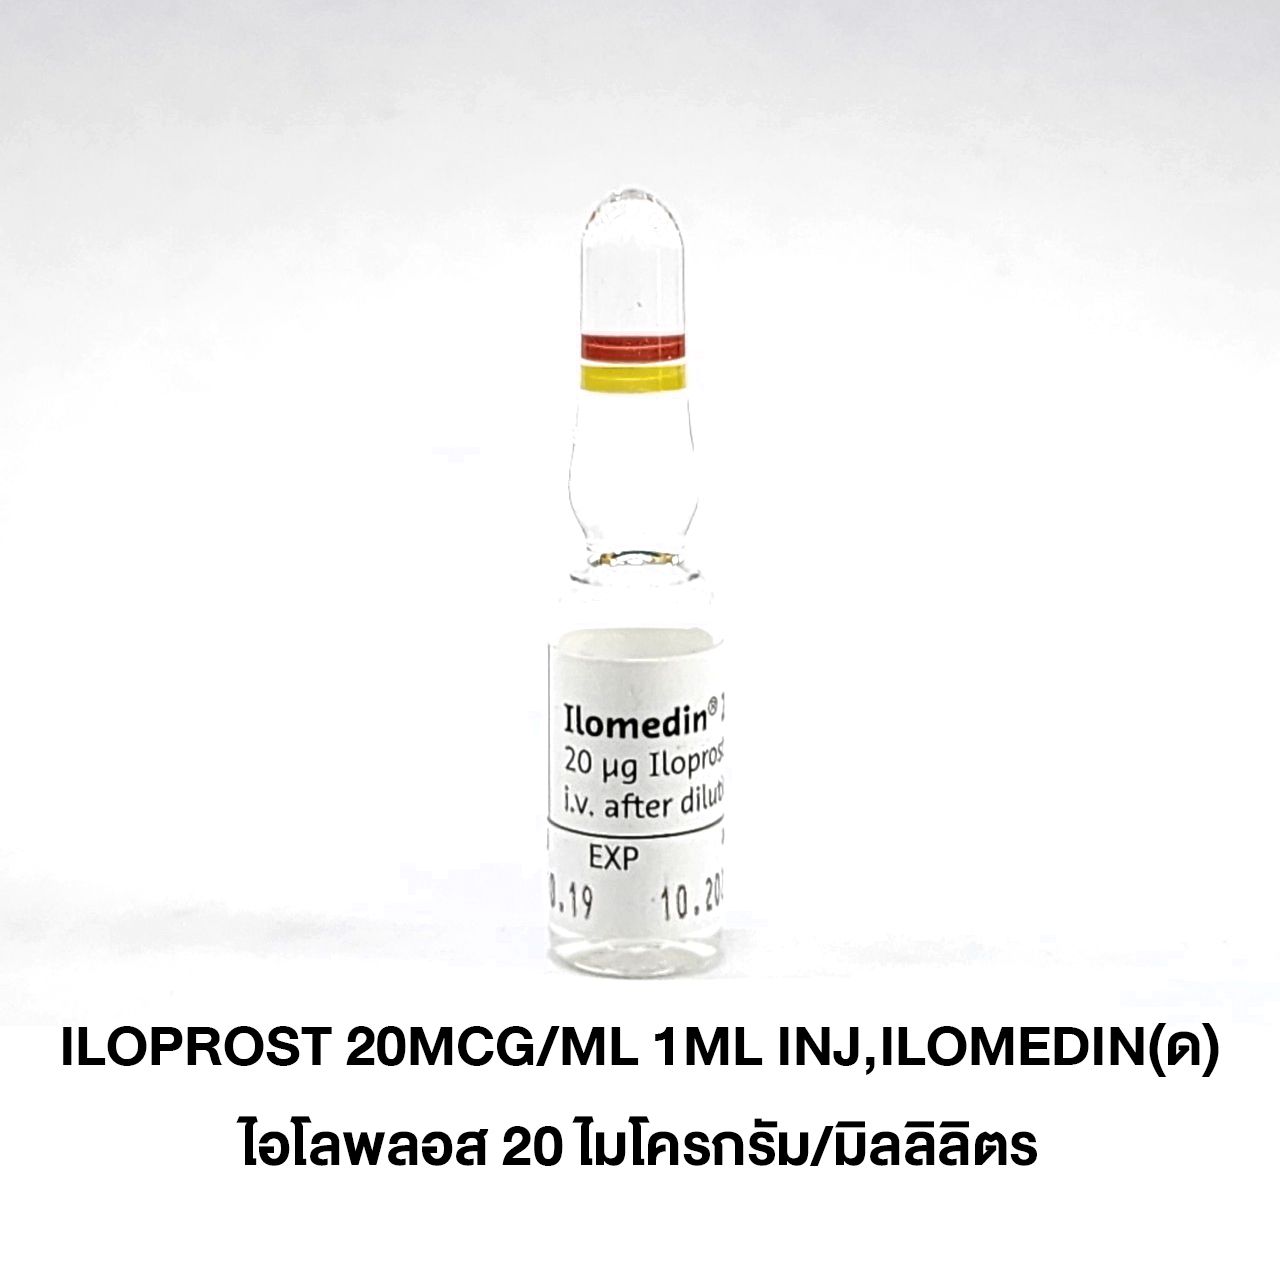 Ilomedin®
20 µg Iloprost
i.v. after
EXP
.19 10.20
ILOPROST 20MCG/ML 1ML INJ,ILOMEDIN(ด)
ไอโลพลอส 20 ไมโครกรัม/มิลลิลิตร